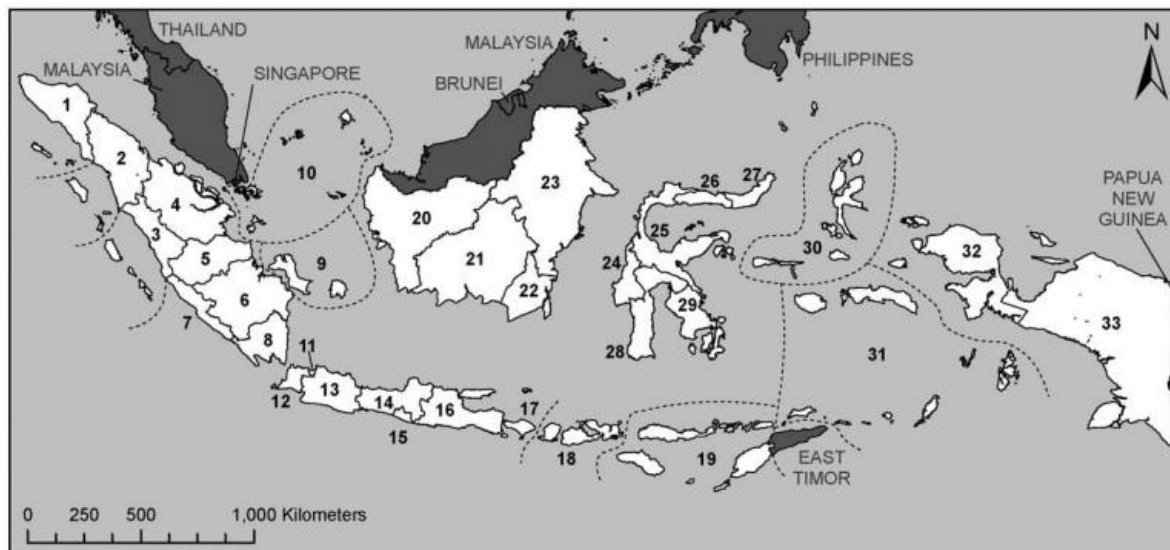 THAILAND
MALAYSIA
SINGAPORE
MALAYSIA
BRUNEI
PHILIPPINES
N
PAPUA
NEW
GUINEA
EAST
TIMOR
1
2
3
4
5
6
7
8
9
10
11
12
13
14
15
16
17
18
19
20
21
22
23
24
25
26
27
28
29
30
31
32
33
0 250 500 1,000 Kilometers